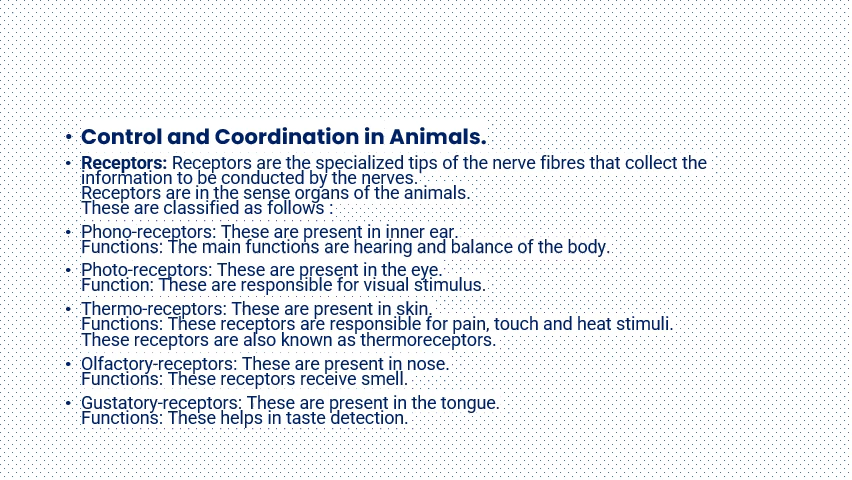 • Control and Coordination in Animals.
• Receptors: Receptors are the specialized tips of the nerve fibres that collect the
information to be conducted by the nerves.
Receptors are in the sense organs of the animals.
These are classified as follows :
• Phono-receptors: These are present in inner ear.
Functions: The main functions are hearing and balance of the body.
• Photo-receptors: These are present in the eye.
Function: These are responsible for visual stimulus.
• Thermo-receptors: These are present in skin.
Functions: These receptors are responsible for pain, touch and heat stimuli.
These receptors are also known as thermoreceptors.
• Olfactory-receptors: These are present in nose.
Functions: These receptors receive smell.
• Gustatory-receptors: These are present in the tongue.
Functions: These helps in taste detection.